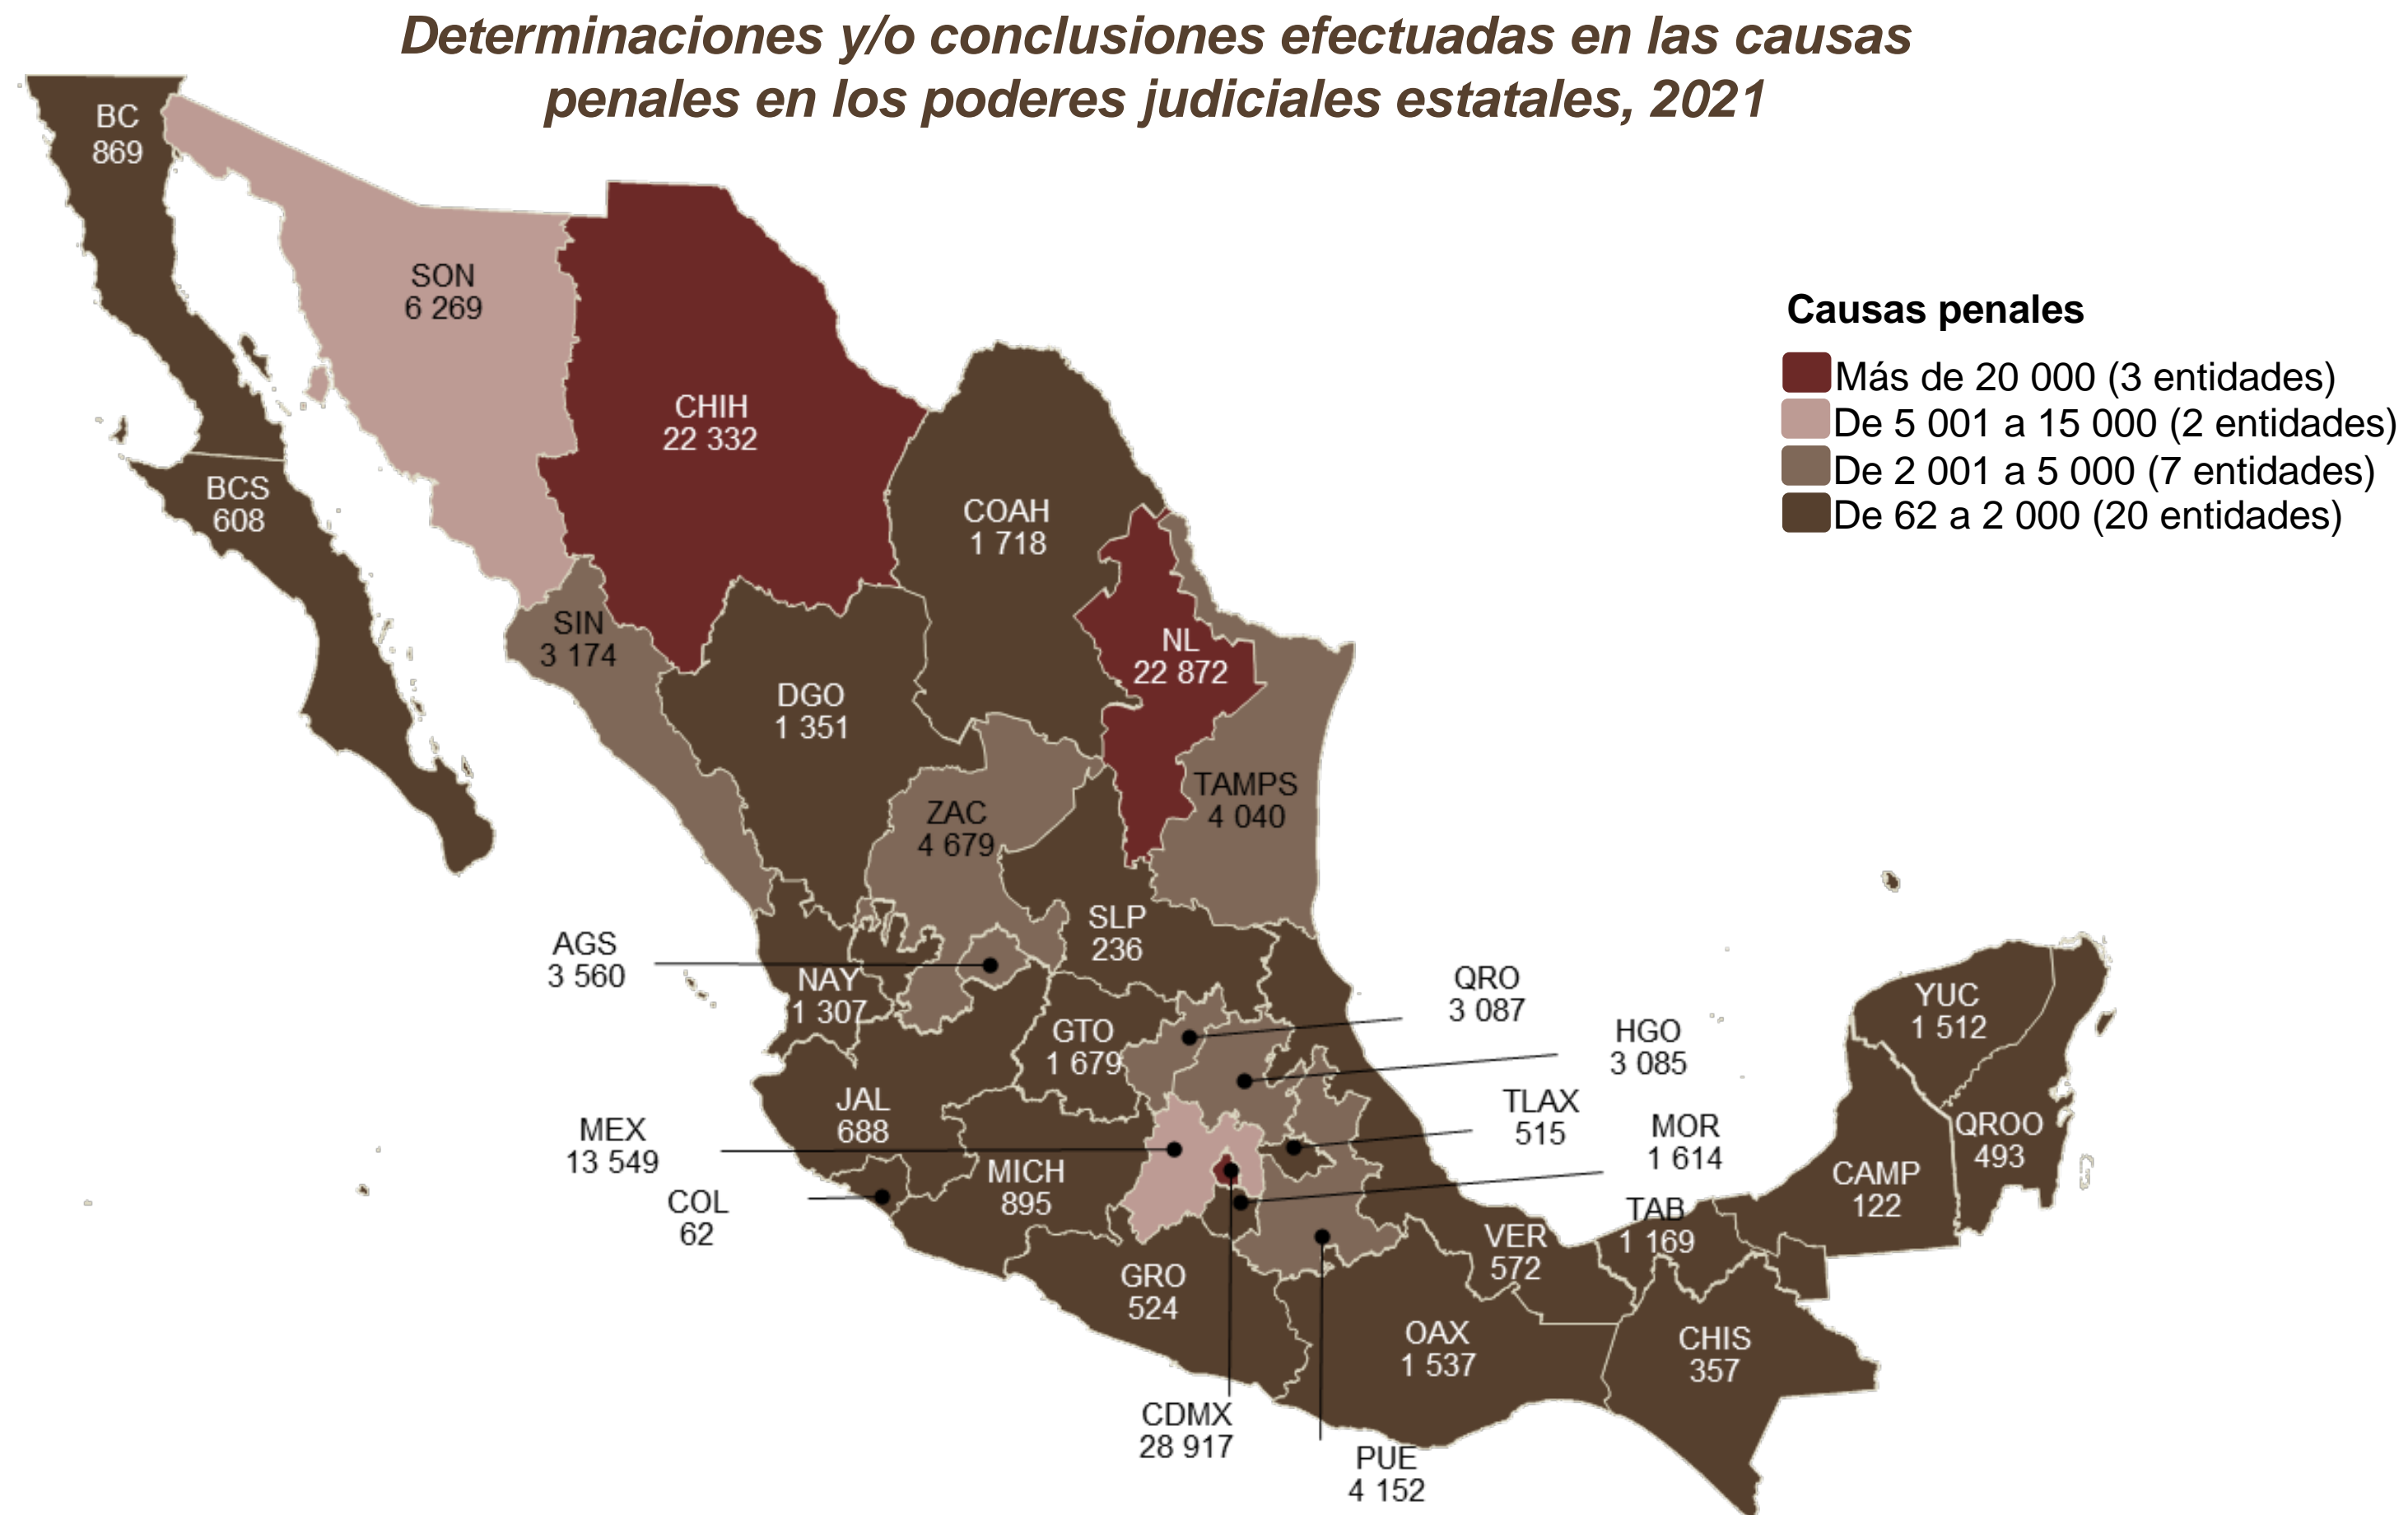 Determinaciones y/o conclusiones efectuadas en las causas
penales en los poderes judiciales estatales, 2021
BC
869
SON
6 269
CHIH
22 332
Causas penales
Más de 20 000 (3 entidades)
De 5 001 a 15 000 (2 entidades)
De 2 001 a 5 000 (7 entidades)
De 62 a 2 000 (20 entidades)
BCS
608
COAH
1 718
SIN
3 174
NL
22 872
DGO
1 351
TAMPS
4 040
ZAC
4 679
SLP
236
AGS
3 560
NAY
1 307
QRO
3 087
YUC
1 512
GTO
1 679
HGO
3 085
JAL
688
TLAX
515
MEX
13 549
MOR
1 614
QROO
493
MICH
895
CAMP
122
COL
62
TAB
1 169
VER
572
GRO
524
OAX
1 537
CHIS
357
CDMX
28 917
PUE
4 152